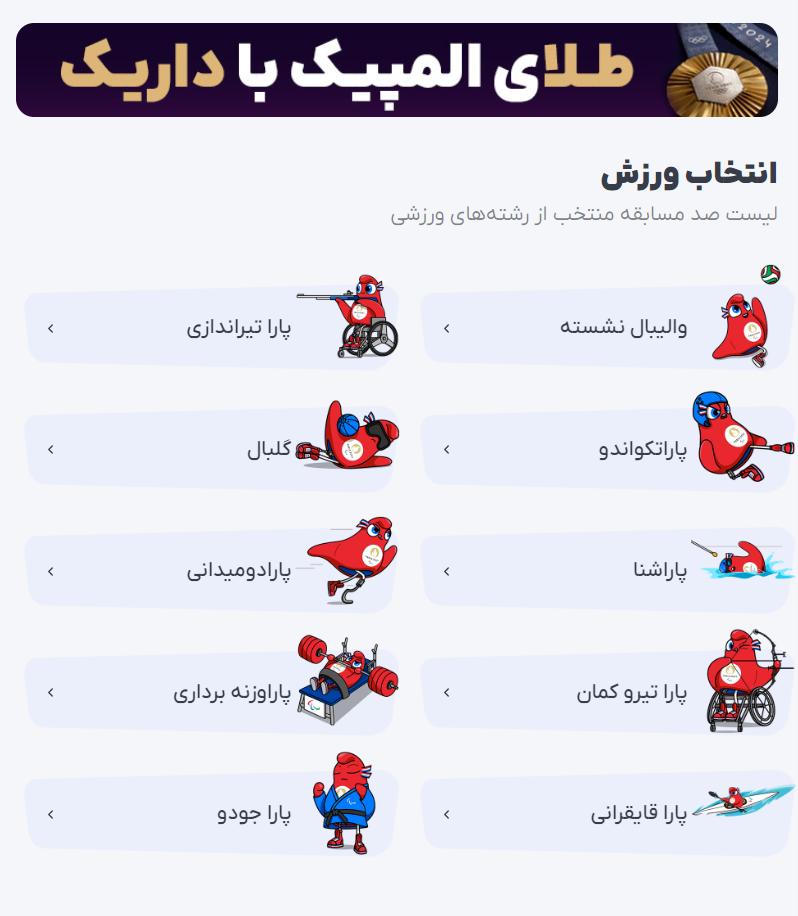 طلای المپیک با داریک
2024
انتخاب ورزش
لیست صد مسابقه منتخب از رشته‌های ورزشی
والیبال نشسته
پارا تیراندازی
پاراتکواندو
گلبال
پاراشنا
پارادومیدانی
پارا تیرو کمان
پاراوزنه برداری
پارا قایقرانی
پارا جودو